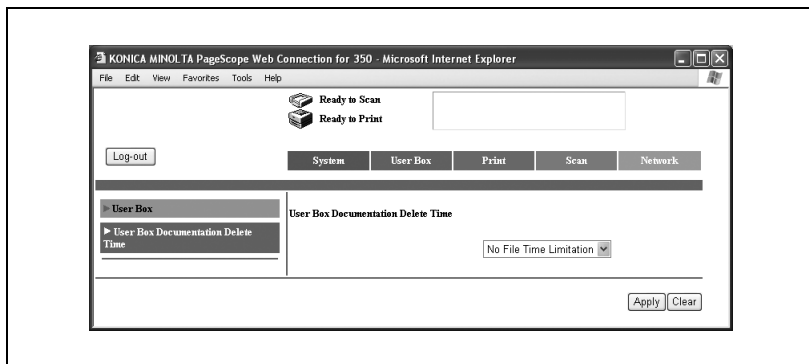 KONICA MINOLTA PageScope Web Connection for 350 - Microsoft Internet Explorer
File Edit View Favorites Tools Help
Ready to Scan
Ready to Print
Log-out
System User Box Print Scan Network
User Box
User Box Documentation Delete
Time
User Box Documentation Delete Time
No File Time Limitation
Apply Clear